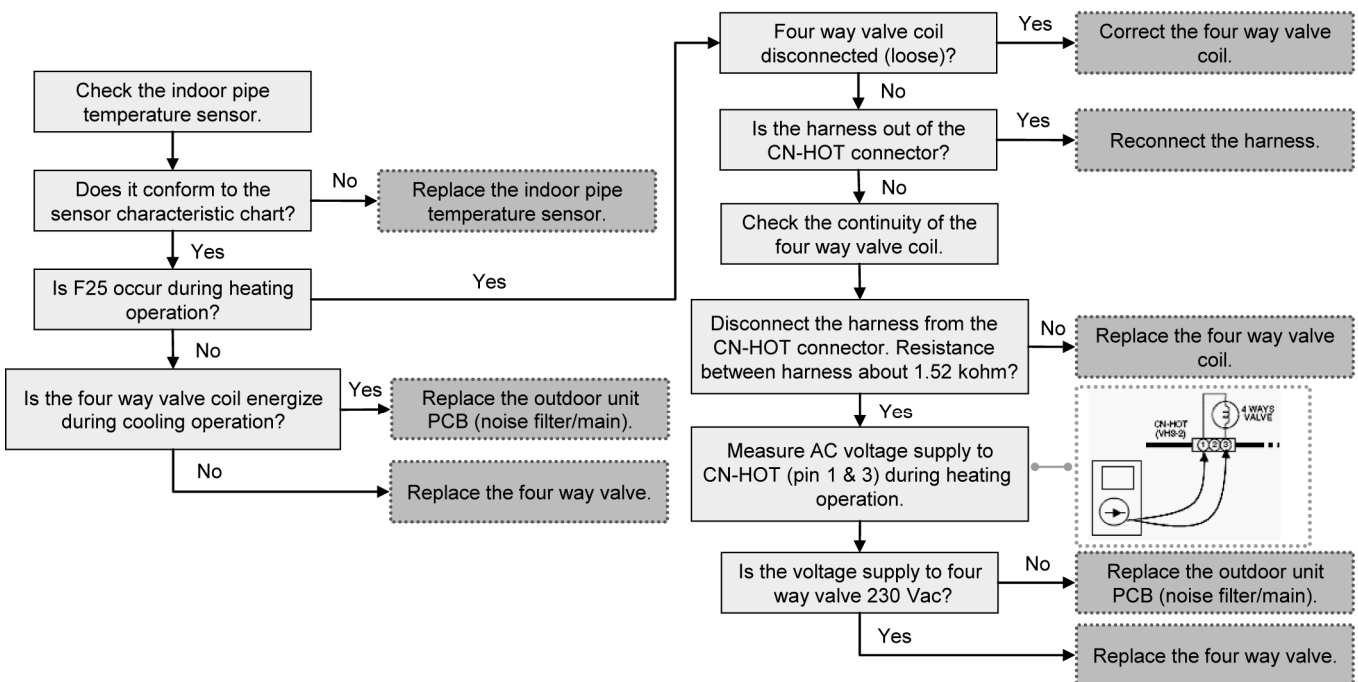 Check the indoor pipe
temperature sensor.
Does it conform to the
sensor characteristic chart?
No
Replace the indoor pipe
temperature sensor.
Yes
Is F25 occur during heating
operation?
Yes
No
Is the four way valve coil energize
during cooling operation?
Yes
Replace the outdoor unit
PCB (noise filter/main).
No
Replace the four way valve.
Four way valve coil
disconnected (loose)?
Yes
Correct the four way valve
coil.
No
Is the harness out of the
CN-HOT connector?
Yes
Reconnect the harness.
No
Check the continuity of the
four way valve coil.
Disconnect the harness from the
CN-HOT connector. Resistance
between harness about 1.52 kohm?
No
Replace the four way valve
coil.
Yes
Measure AC voltage supply to
CN-HOT (pin 1 & 3) during heating
operation.
4 WAYS
VALVE
CN-HOT
(VHS-2)
1 2 3
Is the voltage supply to four
way valve 230 Vac?
No
Replace the outdoor unit
PCB (noise filter/main).
Yes
Replace the four way valve.